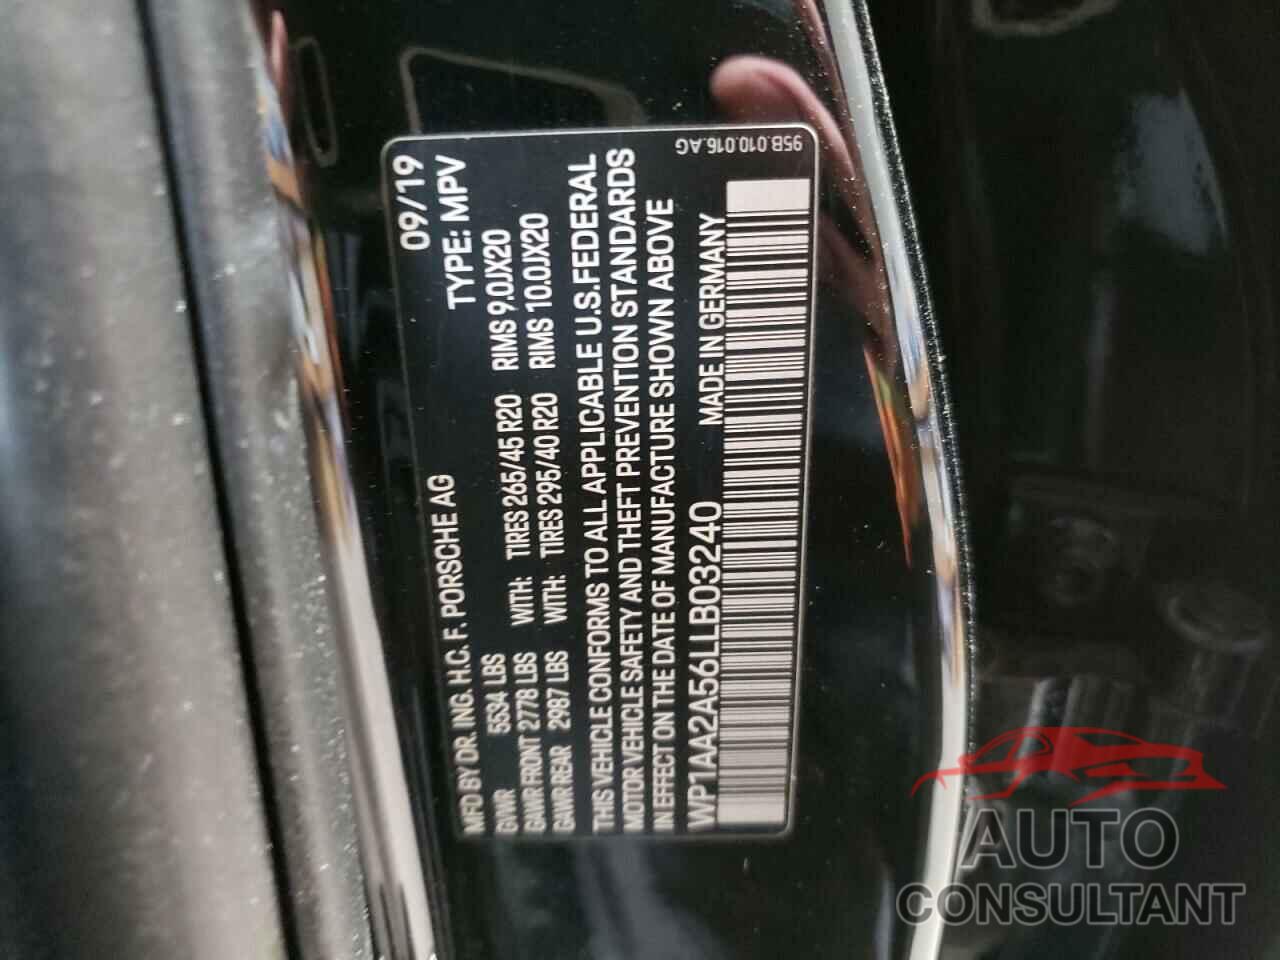 MFD BY DR. ING. H.C. F. PORSCHE AG 09/19
GVWR 5534 LBS TYPE: MPV
GAWR FRONT 2778 LBS WITH: TIRES 265/45 R20 RIMS 9.0JX20
GAWR REAR 2987 LBS WITH: TIRES 295/40 R20 RIMS 10.0JX20
THIS VEHICLE CONFORMS TO ALL APPLICABLE U.S.FEDERAL
MOTOR VEHICLE SAFETY AND THEFT PREVENTION STANDARDS
IN EFFECT ON THE DATE OF MANUFACTURE SHOWN ABOVE
WP1AA2A56LLB03240 MADE IN GERMANY
95B.010.016.AG
AUTO
CONSULTANT